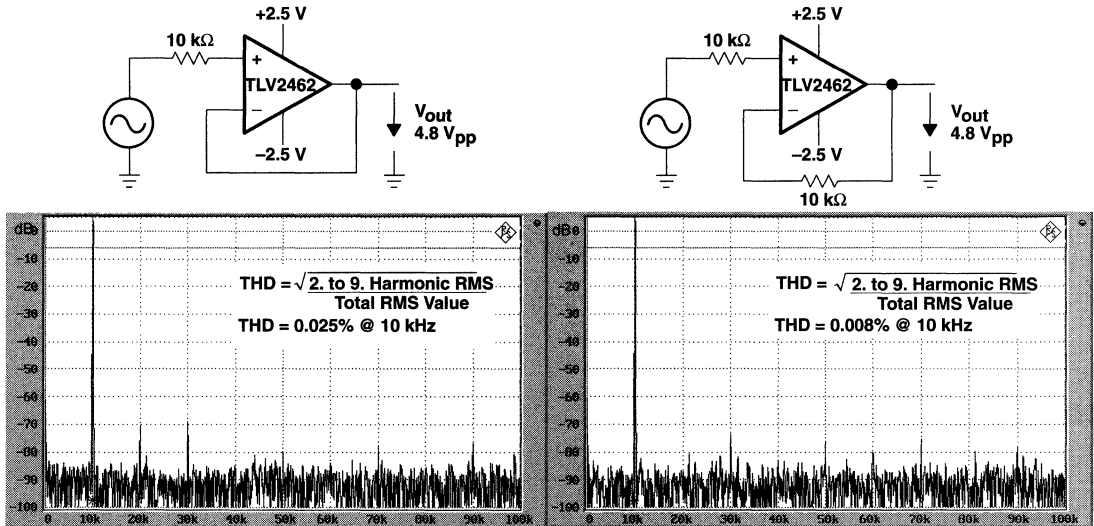 +2.5 V
10 kΩ
+
TLV2462
−
Vout
4.8 Vpp
−2.5 V
+2.5 V
10 kΩ
+
TLV2462
−
Vout
4.8 Vpp
−2.5 V
10 kΩ
dB 0
-10
-20
-30
-40
-50
-60
-70
-80
-90
-100
THD = √ 2. to 9. Harmonic RMS
Total RMS Value
THD = 0.025% @ 10 kHz
0 10k 20k 30k 40k 50k 60k 70k 80k 90k 100k
dB 0
-10
-20
-30
-40
-50
-60
-70
-80
-90
-100
THD = √ 2. to 9. Harmonic RMS
Total RMS Value
THD = 0.008% @ 10 kHz
0 10k 20k 30k 40k 50k 60k 70k 80k 90k 100k